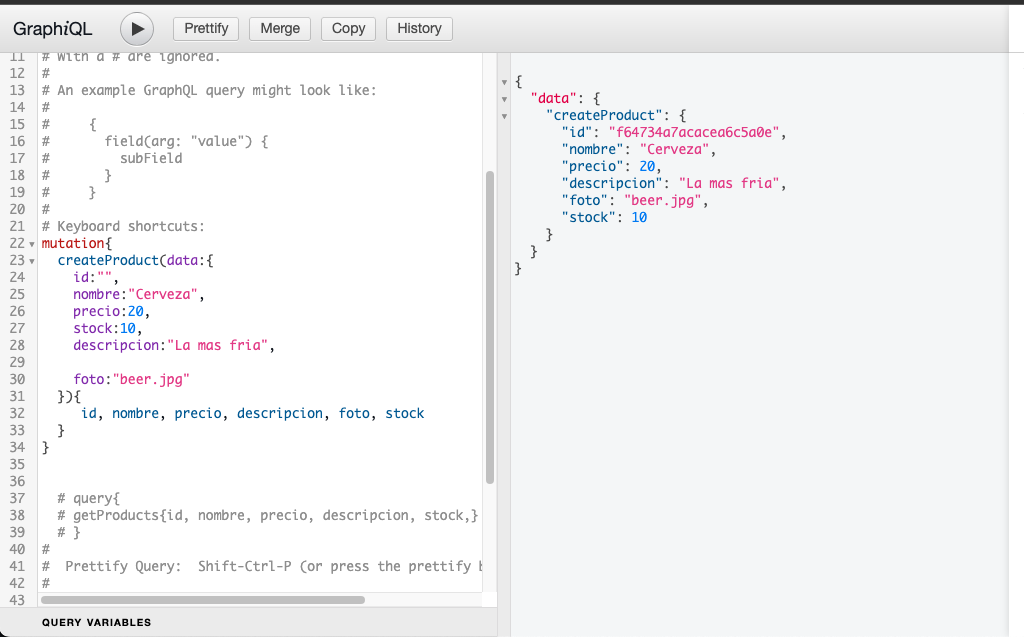 GraphiQL
Prettify
Merge
Copy
History
11 # With a # are ignored.
12 #
13 # An example GraphQL query might look like:
14 #
15 #     {
16 #       field(arg: "value") {
17 #         subField
18 #       }
19 #     }
20 #
21 # Keyboard shortcuts:
22 mutation{
23   createProduct(data:{
24     id:"",
25     nombre:"Cerveza",
26     precio:20,
27     stock:10,
28     descripcion:"La mas fria",
29
30     foto:"beer.jpg"
31   }){
32      id, nombre, precio, descripcion, foto, stock
33   }
34 }
35
36
37   # query{
38   # getProducts{id, nombre, precio, descripcion, stock,}
39   # }
40 #
41 #  Prettify Query:  Shift-Ctrl-P (or press the prettify
42 #
43
QUERY VARIABLES
{
  "data": {
    "createProduct": {
      "id": "f64734a7acacea6c5a0e",
      "nombre": "Cerveza",
      "precio": 20,
      "descripcion": "La mas fria",
      "foto": "beer.jpg",
      "stock": 10
    }
  }
}